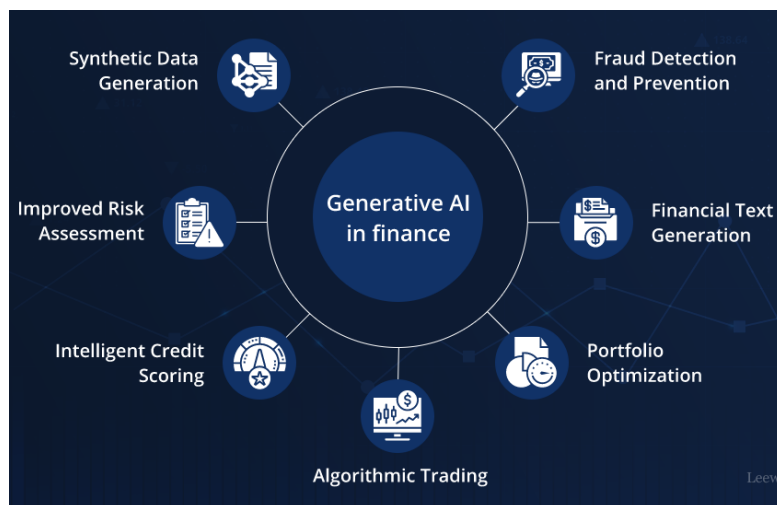 Synthetic Data
Generation
Fraud Detection
and Prevention
Improved Risk
Assessment
Generative AI
in finance
Financial Text
Generation
Intelligent Credit
Scoring
Portfolio
Optimization
Algorithmic Trading